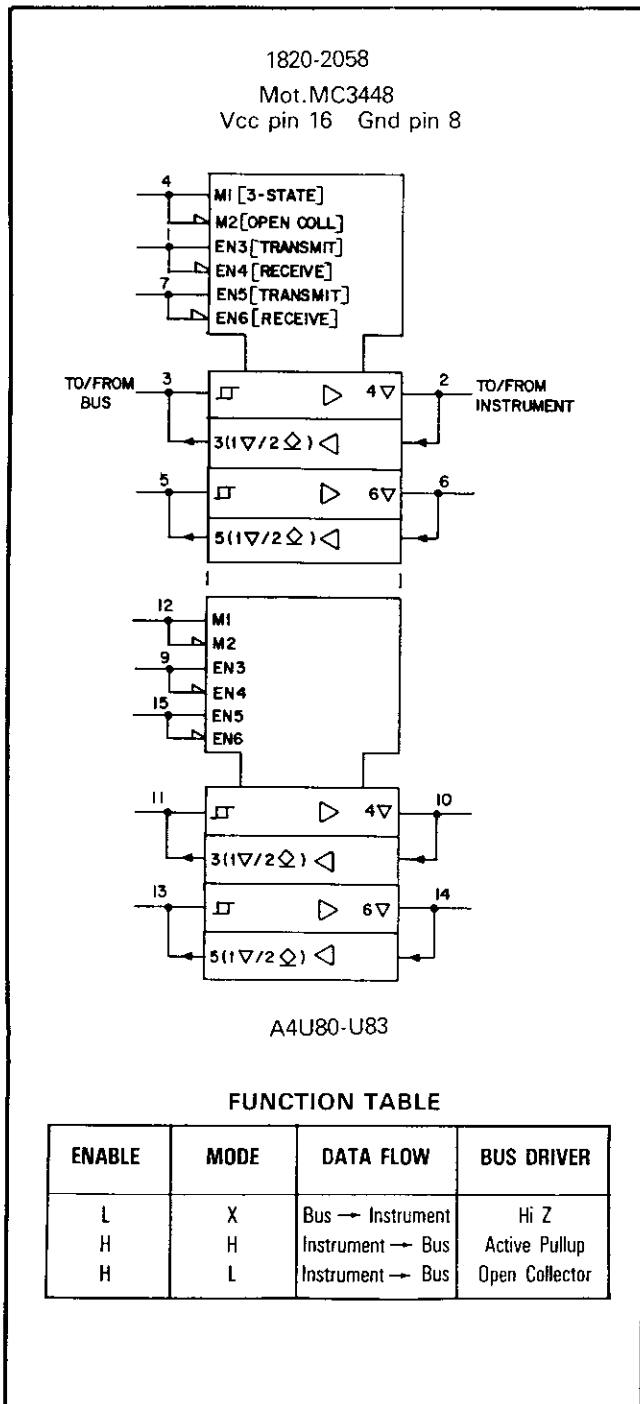 1820-2058
Mot.MC3448
Vcc pin 16 Gnd pin 8
4
M1 [3-STATE]
M2[OPEN COLL]
EN3[TRANSMIT]
EN4[RECEIVE]
7
EN5[TRANSMIT]
EN6[RECEIVE]
TO/FROM
BUS
3
4▽
2
TO/FROM
INSTRUMENT
3(1▽/2◇)
5
6▽
6
5(1▽/2◇)
12
M1
M2
9
EN3
EN4
15
EN5
EN6
11
4▽
10
3(1▽/2◇)
13
6▽
14
5(1▽/2◇)
A4U80-U83
FUNCTION TABLE
ENABLE MODE DATA FLOW BUS DRIVER
L X Bus → Instrument Hi Z
H H Instrument → Bus Active Pullup
H L Instrument → Bus Open Collector